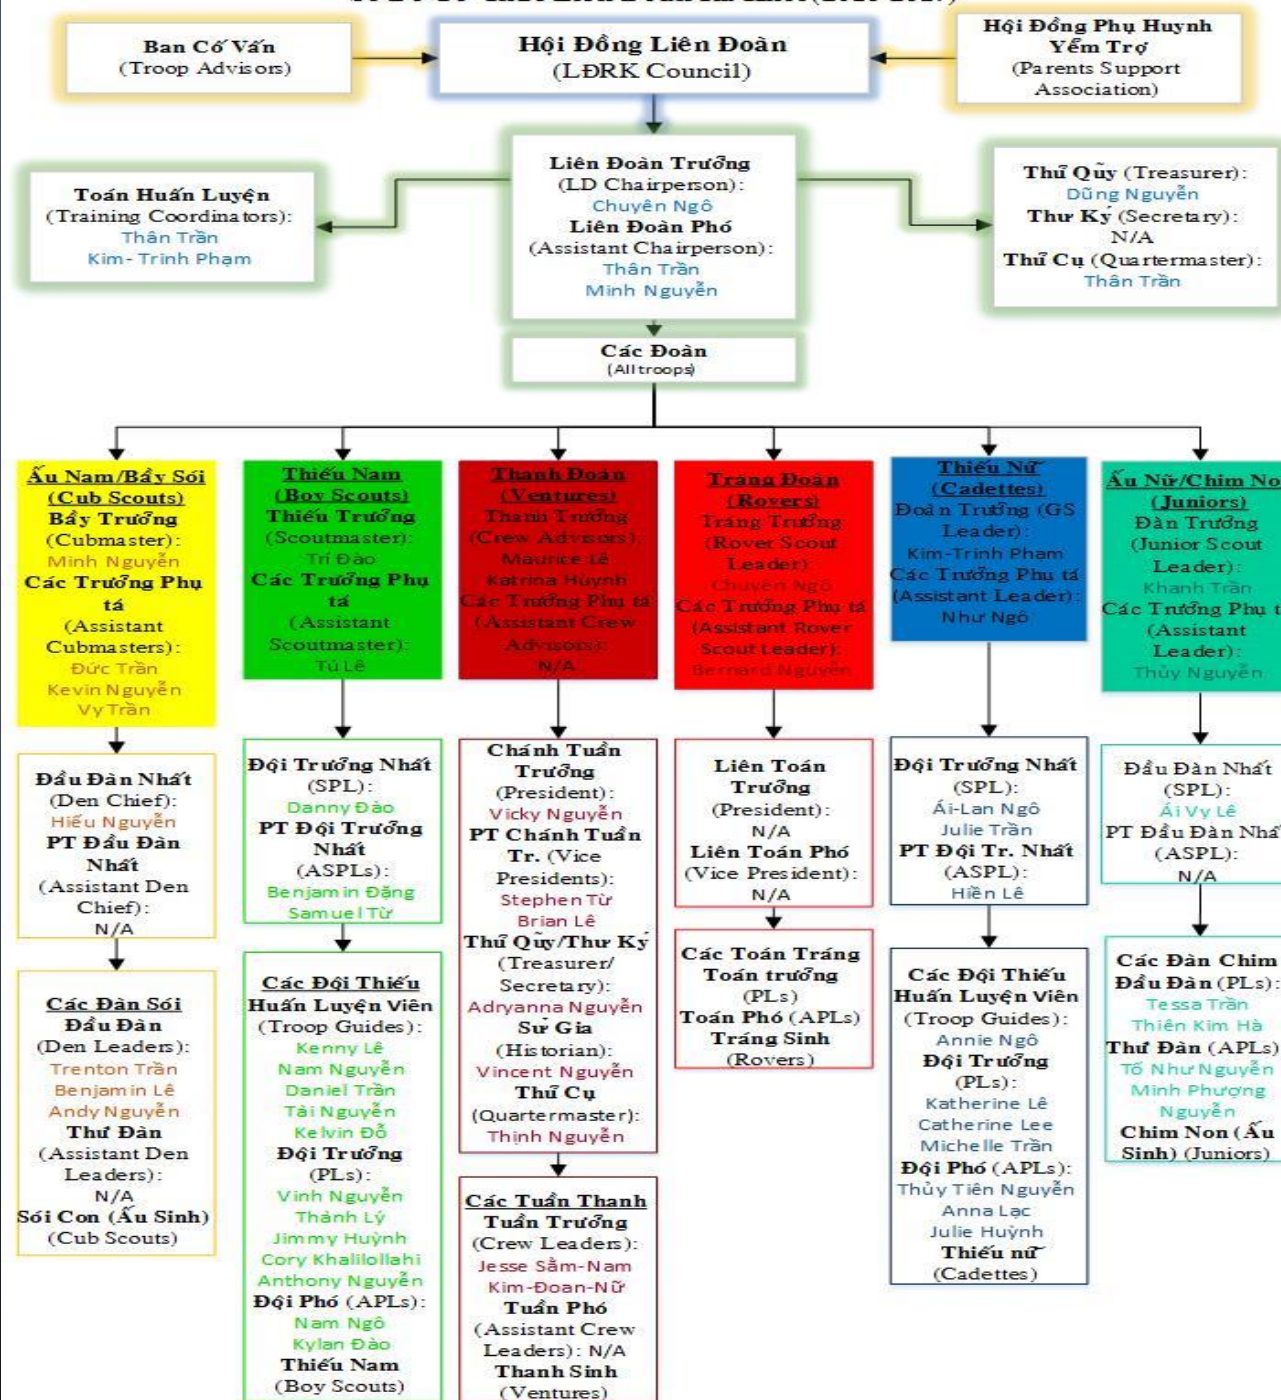 Ban Cố Vấn
(Troop Advisors)
Hội Đồng Liên Đoàn
(LĐRK Council)
Hội Đồng Phụ Huynh
Yểm Trợ
(Parents Support
Association)
Toán Huấn Luyện
(Training Coordinators):
Thân Trần
Kim- Trinh Phạm
Liên Đoàn Trưởng
(LD Chairperson):
Chuyên Ngô
Liên Đoàn Phó
(Assistant Chairperson):
Thân Trần
Minh Nguyễn
Thủ Qũy (Treasurer):
Dũng Nguyễn
Thư Ký (Secretary):
N/A
Thủ Cụ (Quartermaster):
Thân Trần
Các Đoàn
(All troops)
Ấu Nam/Bầy Sói
(Cub Scouts)
Bầy Trưởng
(Cubmaster):
Minh Nguyễn
Các Trưởng Phụ
tá
(Assistant
Cubmasters):
Đức Trần
Kevin Nguyễn
Vy Trần
Thiếu Nam
(Boy Scouts)
Thiếu Trưởng
(Scoutmaster):
Trí Đào
Các Trưởng Phụ
tá
(Assistant
Scoutmaster):
Tú Lê
Thanh Đoàn
(Ventures)
Thanh Trưởng
(Crew Advisors):
Maurice Lê
Katrina Huỳnh
Các Trưởng Phụ tá
(Assistant Crew
Advisors):
N/A
Tráng Đoàn
(Rovers)
Tráng Trưởng
(Rover Scout
Leader):
Chuyên Ngô
Các Trưởng Phụ tá
(Assistant Rover
Scout Leader):
Bernard Nguyễn
Thiếu Nữ
(Cadettes)
Đoàn Trưởng (GS
Leader):
Kim-Trinh Phạm
Các Trưởng Phụ tá
(Assistant Leader):
Như Ngô
Ấu Nữ/Chim No
(Juniors)
Đàn Trưởng
(Junior Scout
Leader):
Khanh Trần
Các Trưởng Phụ t
(Assistant
Leader):
Thủy Nguyễn
Đầu Đàn Nhất
(Den Chief):
Hiếu Nguyễn
PT Đầu Đàn
Nhất
(Assistant Den
Chief):
N/A
Đội Trưởng Nhất
(SPL):
Danny Đào
PT Đội Trưởng
Nhất
(ASPLs):
Benjamin Đặng
Samuel Từ
Chánh Tuần
Trưởng
(President):
Vicky Nguyễn
PT Chánh Tuần
Tr. (Vice
Presidents):
Stephen Từ
Brian Lê
Thủ Qũy/Thư Ký
(Treasurer/
Secretary):
Adryanna Nguyễn
Sử Gia
(Historian):
Vincent Nguyễn
Thủ Cụ
(Quartermaster):
Thịnh Nguyễn
Liên Toán
Trưởng
(President):
N/A
Liên Toán Phó
(Vice President):
N/A
Đội Trưởng Nhất
(SPL):
Ái-Lan Ngô
Julie Trần
PT Đội Tr. Nhất
(ASPL):
Hiền Lê
Đầu Đàn Nhất
(SPL):
Ái Vy Lê
PT Đầu Đàn Nhấ
(ASPL):
N/A
Các Đàn Sói
Đầu Đàn
(Den Leaders):
Trenton Trần
Benjamin Lê
Andy Nguyễn
Thư Đàn
(Assistant Den
Leaders):
N/A
Sói Con (Ấu Sinh)
(Cub Scouts)
Các Đội Thiếu
Huấn Luyện Viên
(Troop Guides):
Kenny Lê
Nam Nguyễn
Daniel Trần
Tài Nguyễn
Kelvin Đỗ
Đội Trưởng
(PLs):
Vinh Nguyễn
Thành Lý
Jimmy Huỳnh
Cory Khalilollahi
Anthony Nguyễn
Đội Phó (APLs):
Nam Ngô
Kylan Đào
Thiếu Nam
(Boy Scouts)
Các Tuần Thanh
Tuần Trưởng
(Crew Leaders):
Jesse Sằm-Nam
Kim-Đoan-Nữ
Tuần Phó
(Assistant Crew
Leaders): N/A
Thanh Sinh
(Ventures)
Các Toán Tráng
Toán trưởng
(PLs)
Toán Phó (APLs)
Tráng Sinh
(Rovers)
Các Đội Thiếu
Huấn Luyện Viên
(Troop Guides):
Annie Ngô
Đội Trưởng
(PLs):
Katherine Lê
Catherine Lee
Michelle Trần
Đội Phó (APLs):
Thủy Tiên Nguyễn
Anna Lạc
Julie Huỳnh
Thiếu nữ
(Cadettes)
Các Đàn Chim
Đầu Đàn (PLs):
Tessa Trần
Thiên Kim Hà
Thư Đàn (APLs)
Tố Như Nguyễn
Minh Phượng
Nguyễn
Chim Non (Ấu
Sinh) (Juniors)